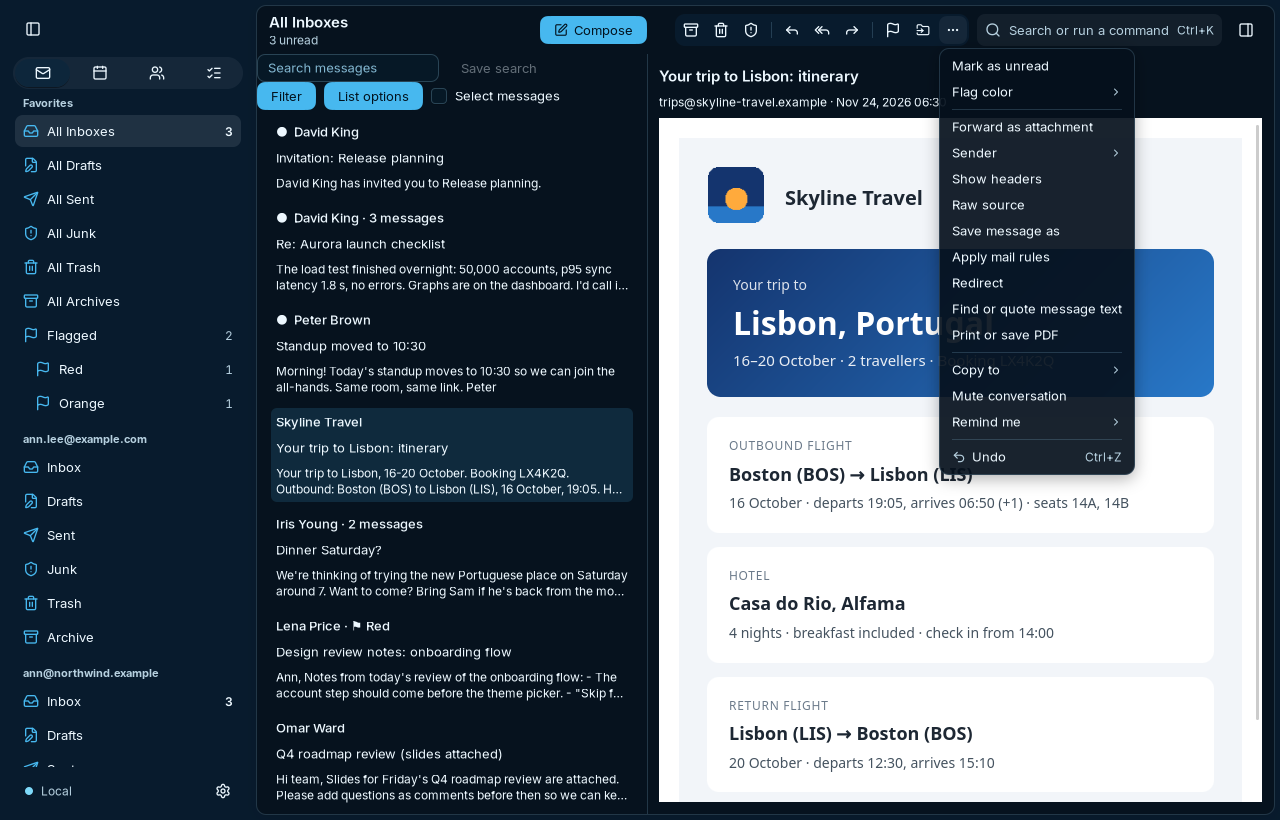 All Inboxes
3 unread
Compose
Search or run a command
Ctrl+K
Favorites
All Inboxes 3
All Drafts
All Sent
All Junk
All Trash
All Archives
Flagged 2
Red 1
Orange 1
ann.lee@example.com
Inbox
Drafts
Sent
Junk
Trash
Archive
ann@northwind.example
Inbox 3
Drafts
Local
Search messages
Save search
Filter
List options
Select messages
David King
Invitation: Release planning
David King has invited you to Release planning.
David King · 3 messages
Re: Aurora launch checklist
The load test finished overnight: 50,000 accounts, p95 sync
latency 1.8 s, no errors. Graphs are on the dashboard. I'd call i...
Peter Brown
Standup moved to 10:30
Morning! Today's standup moves to 10:30 so we can join the
all-hands. Same room, same link. Peter
Skyline Travel
Your trip to Lisbon: itinerary
Your trip to Lisbon, 16-20 October. Booking LX4K2Q.
Outbound: Boston (BOS) to Lisbon (LIS), 16 October, 19:05. H...
Iris Young · 2 messages
Dinner Saturday?
We're thinking of trying the new Portuguese place on Saturday
around 7. Want to come? Bring Sam if he's back from the mo...
Lena Price · ⚑ Red
Design review notes: onboarding flow
Ann, Notes from today's review of the onboarding flow: - The
account step should come before the theme picker. - "Skip f...
Omar Ward
Q4 roadmap review (slides attached)
Hi team, Slides for Friday's Q4 roadmap review are attached.
Please add questions as comments before then so we can ke...
Your trip to Lisbon: itinerary
trips@skyline-travel.example · Nov 24, 2026 06:3
Skyline Travel
Your trip to
Lisbon, Portugal
16–20 October · 2 travellers · Booking LX4K2Q
OUTBOUND FLIGHT
Boston (BOS) → Lisbon (LIS)
16 October · departs 19:05, arrives 06:50 (+1) · seats 14A, 14B
HOTEL
Casa do Rio, Alfama
4 nights · breakfast included · check in from 14:00
RETURN FLIGHT
Lisbon (LIS) → Boston (BOS)
20 October · departs 12:30, arrives 15:10
Mark as unread
Flag color
Forward as attachment
Sender
Show headers
Raw source
Save message as
Apply mail rules
Redirect
Find or quote message text
Print or save PDF
Copy to
Mute conversation
Remind me
Undo Ctrl+Z